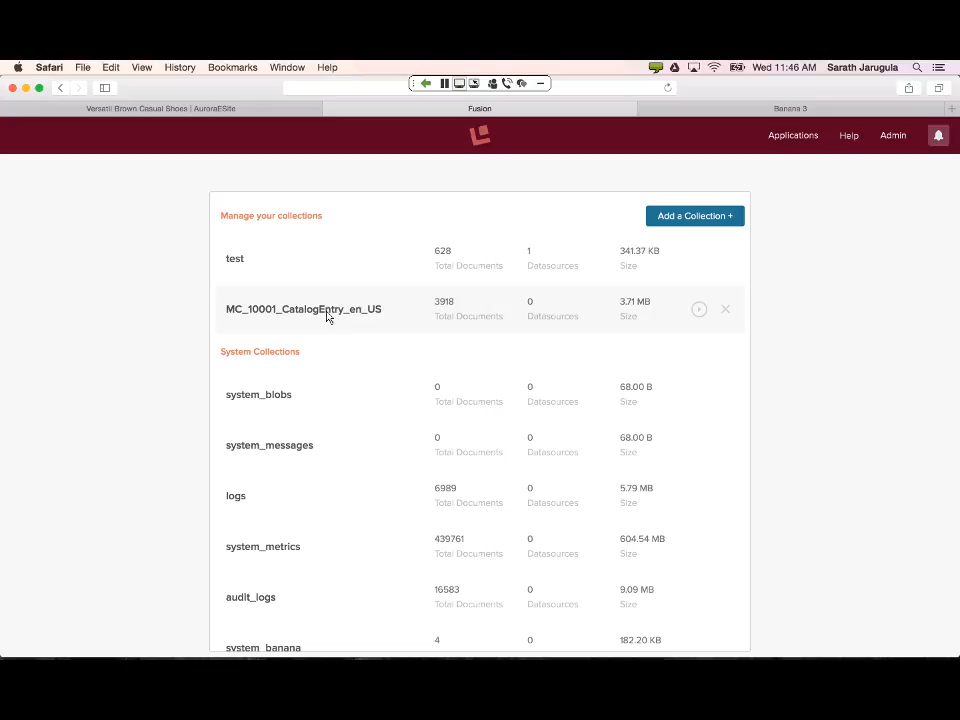 Safari File Edit View History Bookmarks Window Help Wed 11:46 AM Sarath Jarugula
Versatil Brown Casual Shoes | AuroraESite Fusion Banana 3
Applications Help Admin
Manage your collections Add a Collection +
test
628 1 341.37 KB
Total Documents Datasources Size
MC_10001_CatalogEntry_en_US
3918 0 3.71 MB
Total Documents Datasources Size
System Collections
system_blobs
0 0 68.00 B
Total Documents Datasources Size
system_messages
0 0 68.00 B
Total Documents Datasources Size
logs
6989 0 5.79 MB
Total Documents Datasources Size
system_metrics
439761 0 604.54 MB
Total Documents Datasources Size
audit_logs
16583 0 9.09 MB
Total Documents Datasources Size
system_banana
4 0 182.20 KB